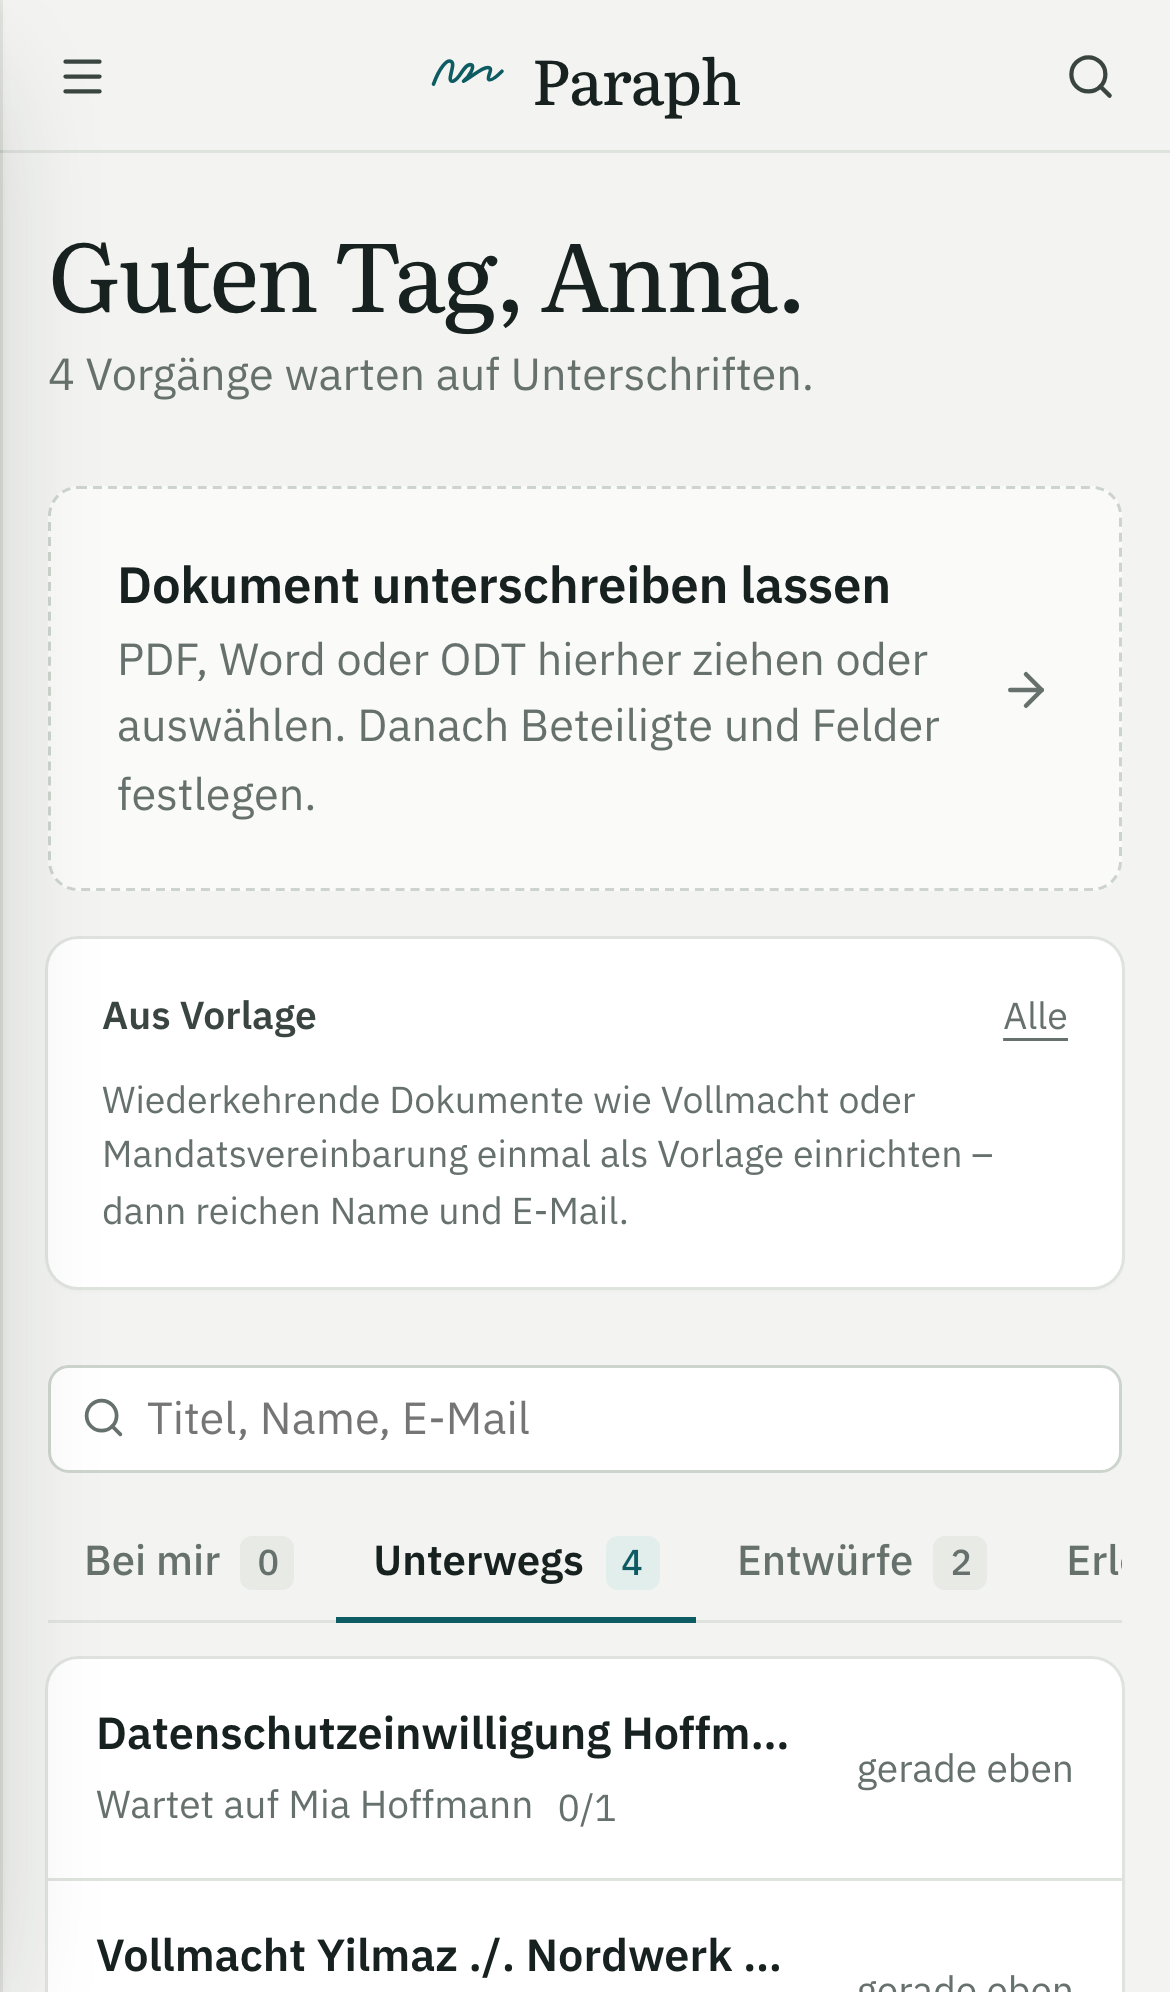 Paraph
Guten Tag, Anna.
4 Vorgänge warten auf Unterschriften.
Dokument unterschreiben lassen
PDF, Word oder ODT hierher ziehen oder
auswählen. Danach Beteiligte und Felder
festlegen.
Aus Vorlage
Alle
Wiederkehrende Dokumente wie Vollmacht oder
Mandatsvereinbarung einmal als Vorlage einrichten –
dann reichen Name und E-Mail.
Titel, Name, E-Mail
Bei mir 0 Unterwegs 4 Entwürfe 2
Datenschutzeinwilligung Hoffm...
gerade eben
Wartet auf Mia Hoffmann 0/1
Vollmacht Yilmaz ./. Nordwerk ...
gerade eben